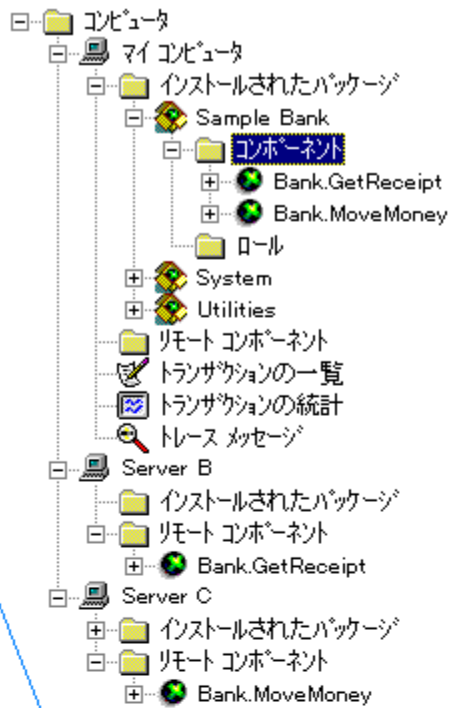 コンピュータ
マイ コンピュータ
インストールされたパッケージ
Sample Bank
コンポーネント
Bank.GetReceipt
Bank.MoveMoney
ロール
System
Utilities
リモート コンポーネント
トランザクションの一覧
トランザクションの統計
トレース メッセージ
Server B
インストールされたパッケージ
リモート コンポーネント
Bank.GetReceipt
Server C
インストールされたパッケージ
リモート コンポーネント
Bank.MoveMoney